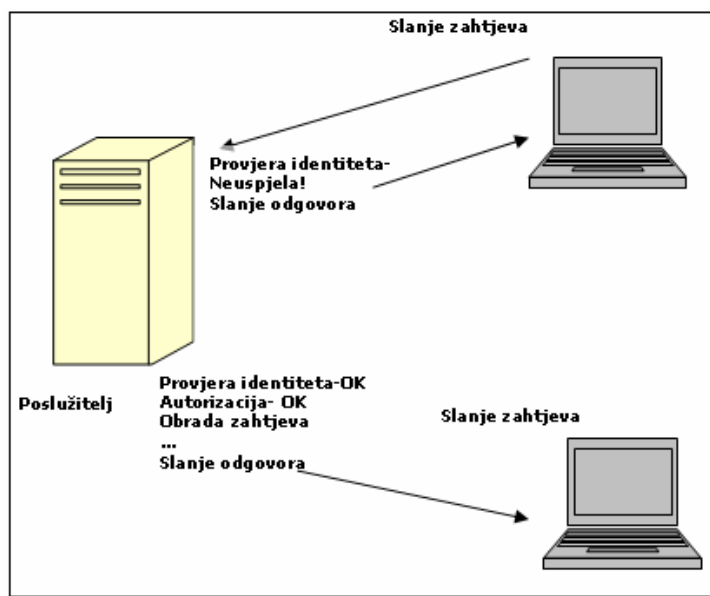 Slanje zahtjeva
Provjera identiteta-
Neuspjela!
Slanje odgovora
Poslužitelj
Provjera identiteta-OK
Autorizacija- OK
Obrada zahtjeva
...
Slanje odgovora
Slanje zahtjeva